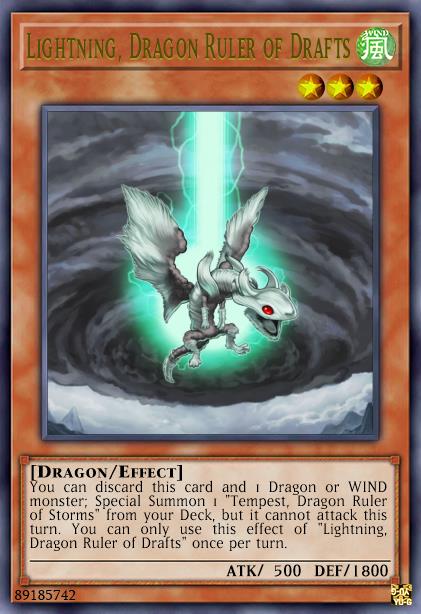 Lightning, Dragon Ruler of Drafts
WIND
風
[Dragon/Effect]
You can discard this card and 1 Dragon or WIND
monster; Special Summon 1 "Tempest, Dragon Ruler
of Storms" from your Deck, but it cannot attack this
turn. You can only use this effect of "Lightning,
Dragon Ruler of Drafts" once per turn.
ATK/ 500 DEF/1800
89185742